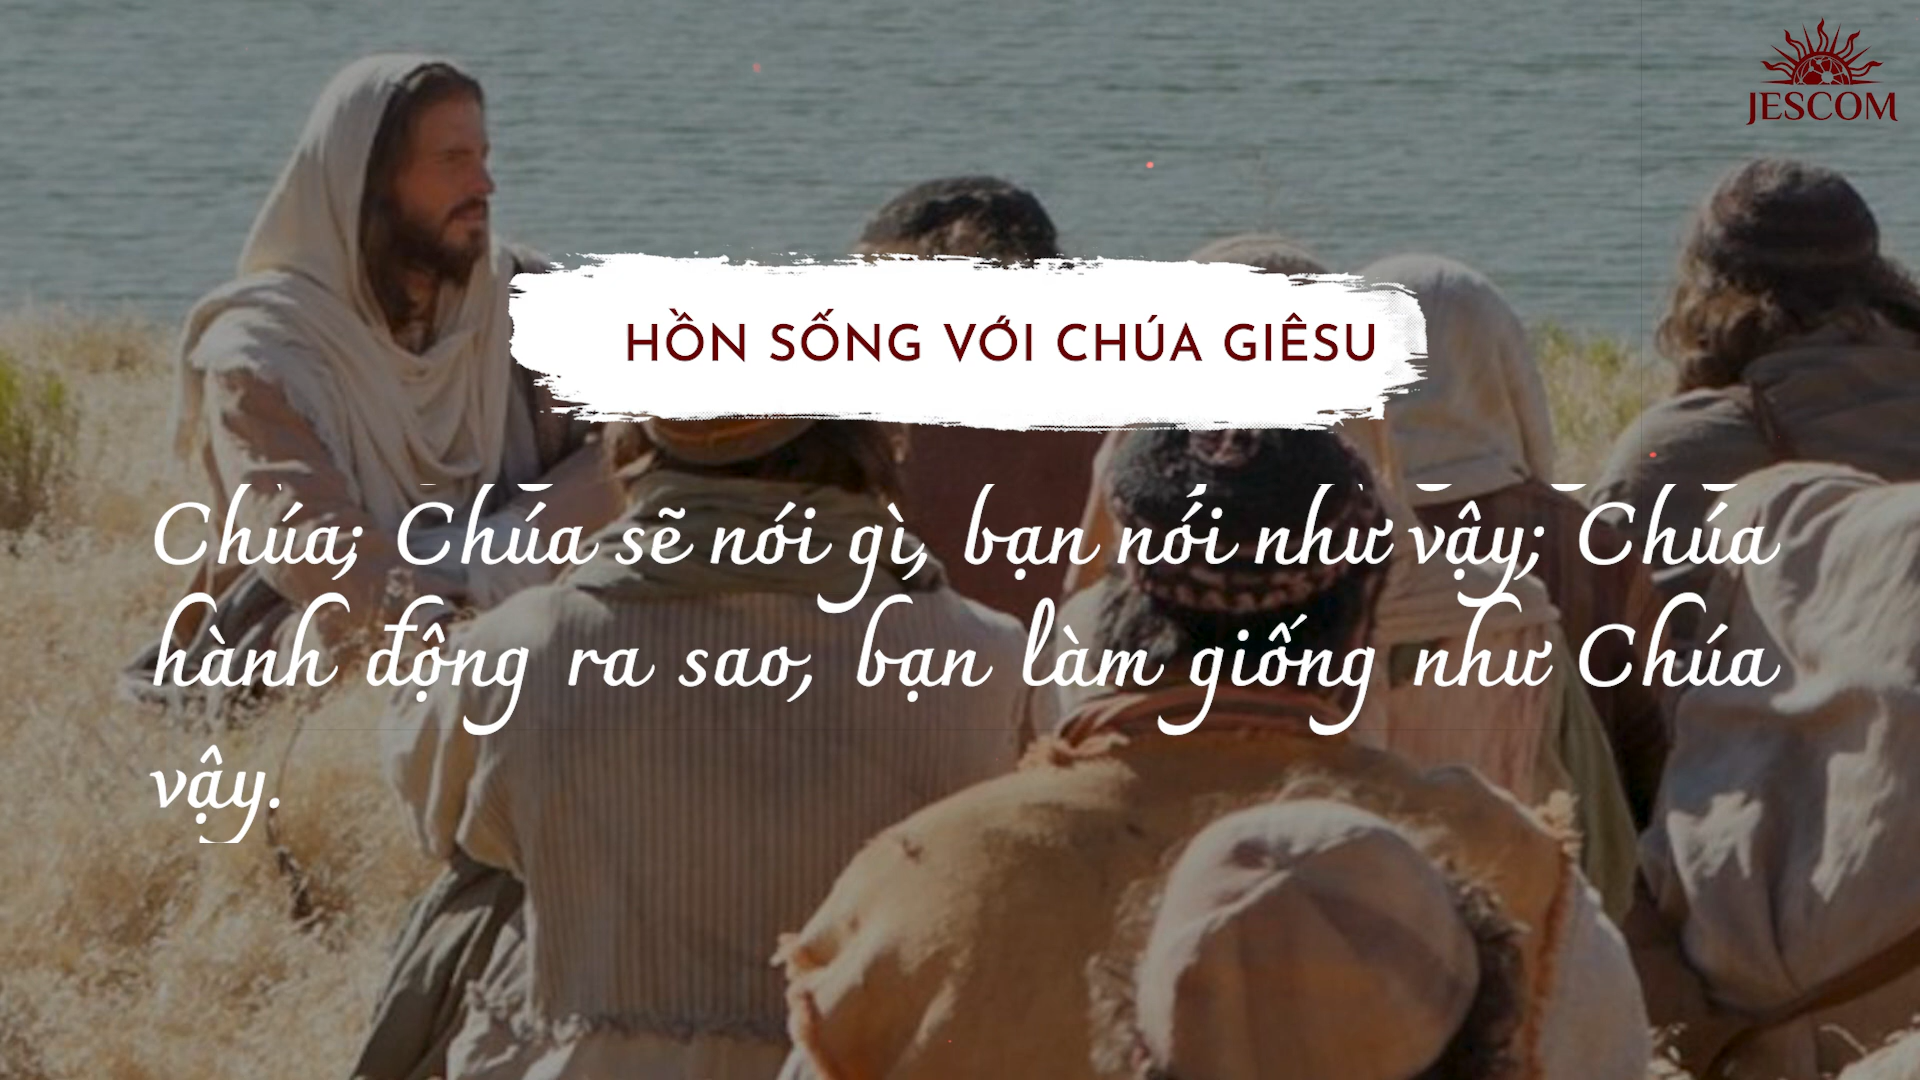 JESCOM
HỒN SỐNG VỚI CHÚA GIÊSU
Chúa; Chúa sẽ nói gì, bạn nói như vậy; Chúa
hành động ra sao, bạn làm giống như Chúa
vậy.